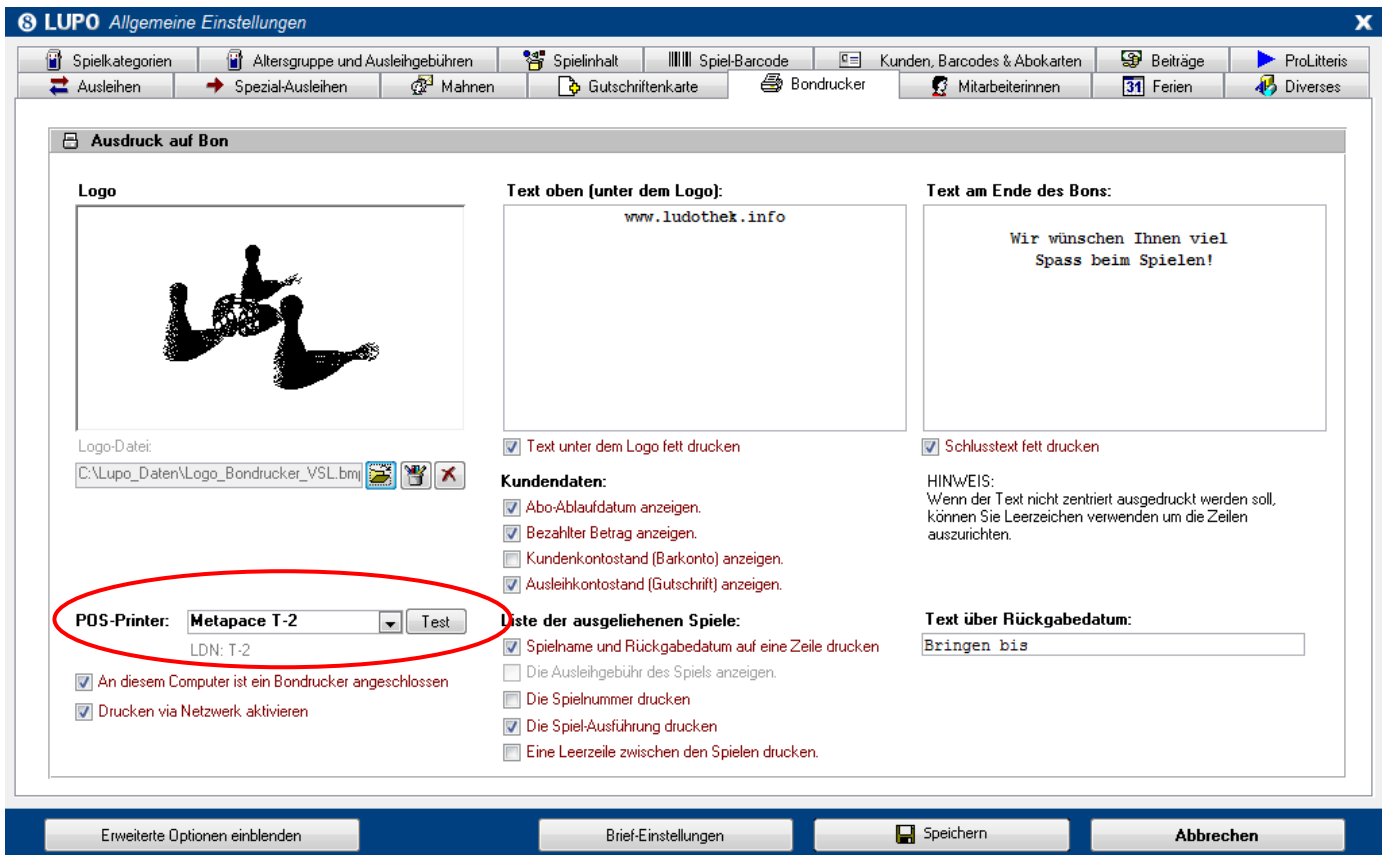 LUPO Allgemeine Einstellungen X
Spielkategorien Altersgruppe und Ausleihgebühren Spielinhalt Spiel-Barcode Kunden, Barcodes & Abokarten Beiträge ProLitteris
Ausleihen Spezial-Ausleihen Mahnen Gutschriftenkarte Bondrucker Mitarbeiterinnen 31 Ferien Diverses
Ausdruck auf Bon
Logo
Text oben (unter dem Logo):
www.ludothek.info
Text am Ende des Bons:
Wir wünschen Ihnen viel
Spass beim Spielen!
Logo-Datei:
C:\Lupo_Daten\Logo_Bondrucker_VSL.bm
Text unter dem Logo fett drucken
Schlusstext fett drucken
Kundendaten:
Abo-Ablaufdatum anzeigen.
Bezahlter Betrag anzeigen.
Kundenkontostand (Barkonto) anzeigen.
Ausleihkontostand (Gutschrift) anzeigen.
HINWEIS:
Wenn der Text nicht zentriert ausgedruckt werden soll,
können Sie Leerzeichen verwenden um die Zeilen
auszurichten.
POS-Printer: Metapace T-2 Test
LDN: T-2
An diesem Computer ist ein Bondrucker angeschlossen
Drucken via Netzwerk aktivieren
Liste der ausgeliehenen Spiele:
Spielname und Rückgabedatum auf eine Zeile drucken
Die Ausleihgebühr des Spiels anzeigen.
Die Spielnummer drucken
Die Spiel-Ausführung drucken
Eine Leerzeile zwischen den Spielen drucken.
Text über Rückgabedatum:
Bringen bis
Erweiterte Optionen einblenden Brief-Einstellungen Speichern Abbrechen